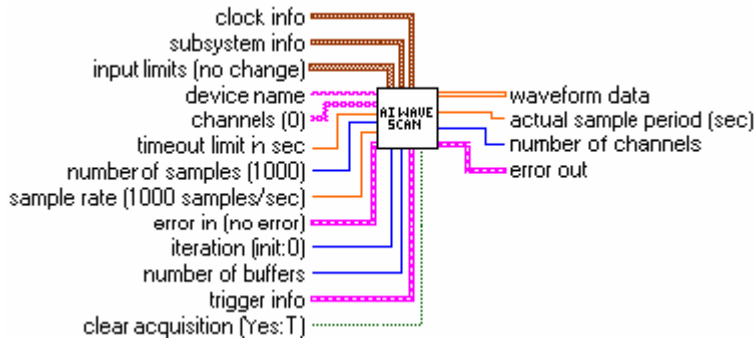 clock info
subsystem info
input limits (no change)
device name
channels (0)
timeout limit in sec
number of samples (1000)
sample rate (1000 samples/sec)
error in (no error)
iteration (init:0)
number of buffers
trigger info
clear acquisition (Yes:T)
AI WAVE
SCAN
waveform data
actual sample period (sec)
number of channels
error out